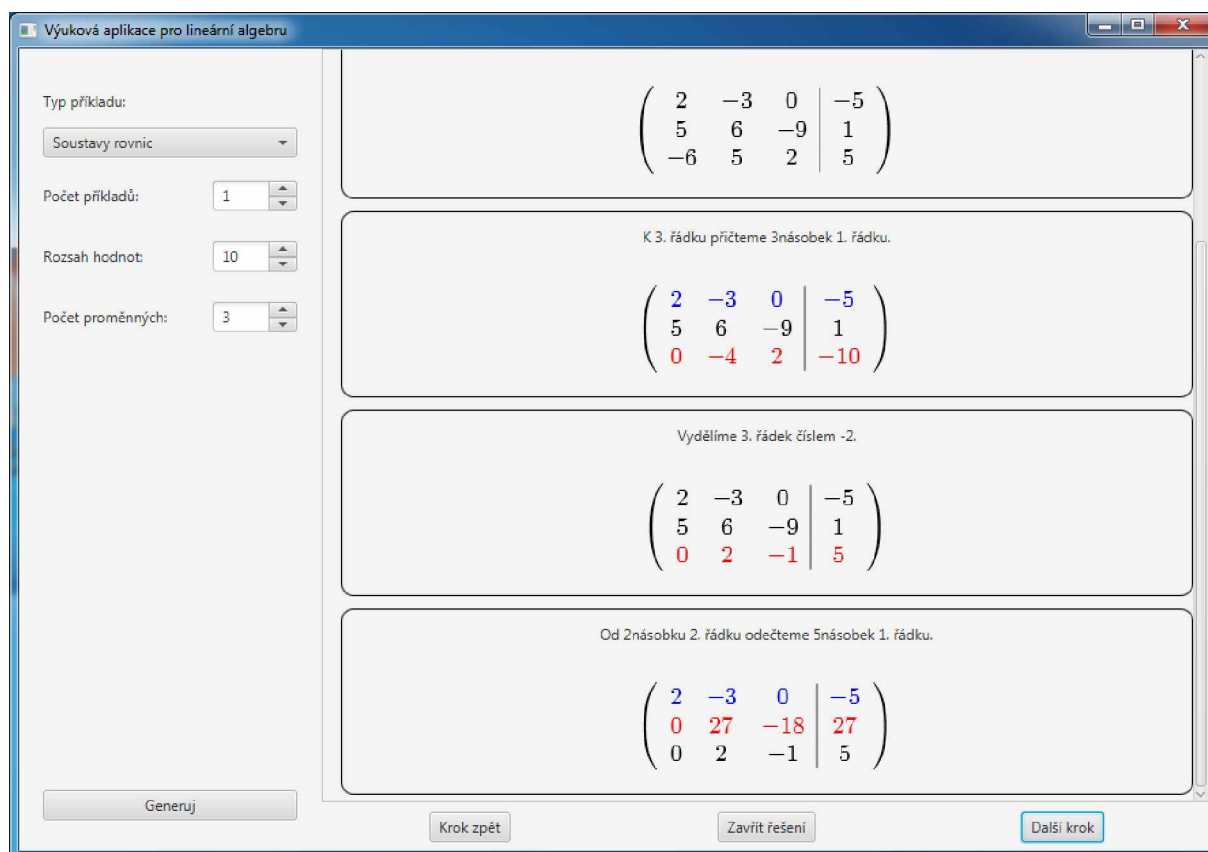 Výuková aplikace pro lineární algebru
Typ příkladu:
Soustavy rovnic
Počet příkladů: 1
Rozsah hodnot: 10
Počet proměnných: 3
Generuj
2 −3 0 | −5
5 6 −9 | 1
−6 5 2 | 5
K 3. řádku přičteme 3násobek 1. řádku.
2 −3 0 | −5
5 6 −9 | 1
0 −4 2 | −10
Vydělíme 3. řádek číslem -2.
2 −3 0 | −5
5 6 −9 | 1
0 2 −1 | 5
Od 2násobku 2. řádku odečteme 5násobek 1. řádku.
2 −3 0 | −5
0 27 −18 | 27
0 2 −1 | 5
Krok zpět Zavřít řešení Další krok